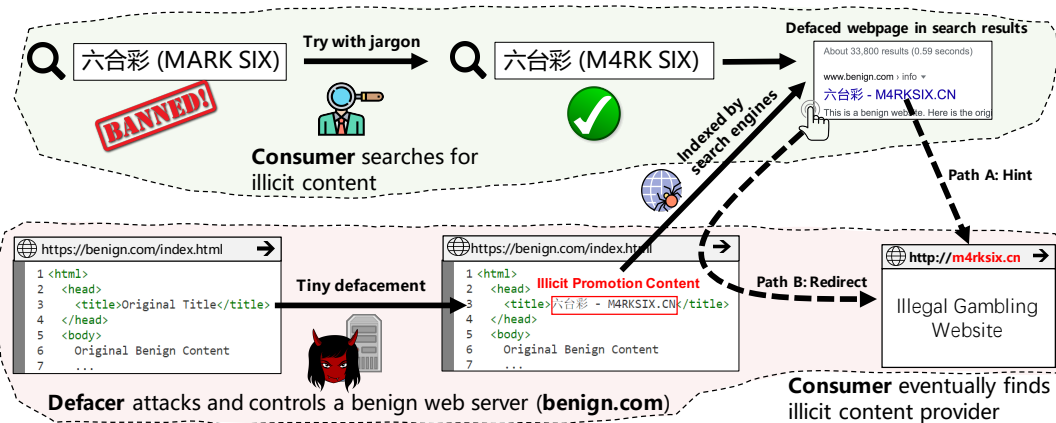 六合彩 (MARK SIX)
BANNED!
Try with jargon
六台彩 (M4RK SIX)
Consumer searches for
illicit content
Defaced webpage in search results
About 33,800 results (0.59 seconds)
www.benign.com › info
六台彩 - M4RKSIX.CN
This is a benign website. Here is the orig
Indexed by
search engines
Path A: Hint
Path B: Redirect
https://benign.com/index.html
1 <html>
2 <head>
3 <title>Original Title</title>
4 </head>
5 <body>
6 Original Benign Content
7 ...
Tiny defacement
https://benign.com/index.html
1 <html>
2 <head>
Illicit Promotion Content
3 <title>六台彩 - M4RKSIX.CN</title>
4 </head>
5 <body>
6 Original Benign Content
7 ...
Defacer attacks and controls a benign web server (benign.com)
http://m4rksix.cn
Illegal Gambling
Website
Consumer eventually finds
illicit content provider